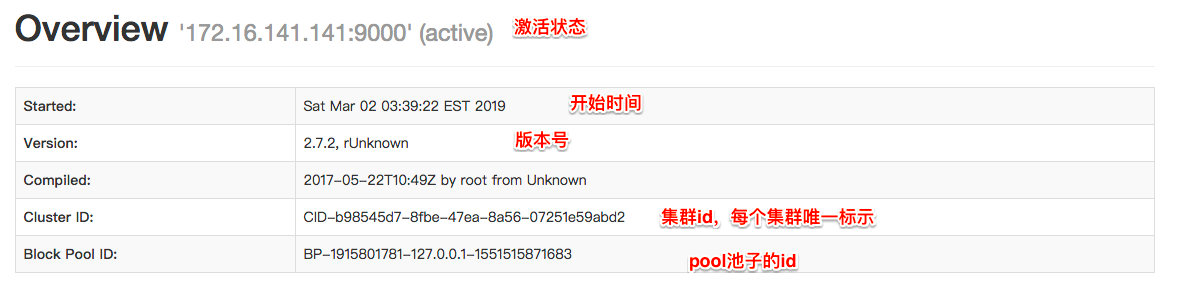 Overview '172.16.141.141:9000' (active) 激活状态
Started: Sat Mar 02 03:39:22 EST 2019 开始时间
Version: 2.7.2, rUnknown 版本号
Compiled: 2017-05-22T10:49Z by root from Unknown
Cluster ID: CID-b98545d7-8fbe-47ea-8a56-07251e59abd2 集群id，每个集群唯一标示
Block Pool ID: BP-1915801781-127.0.0.1-1551515871683 pool池子的id